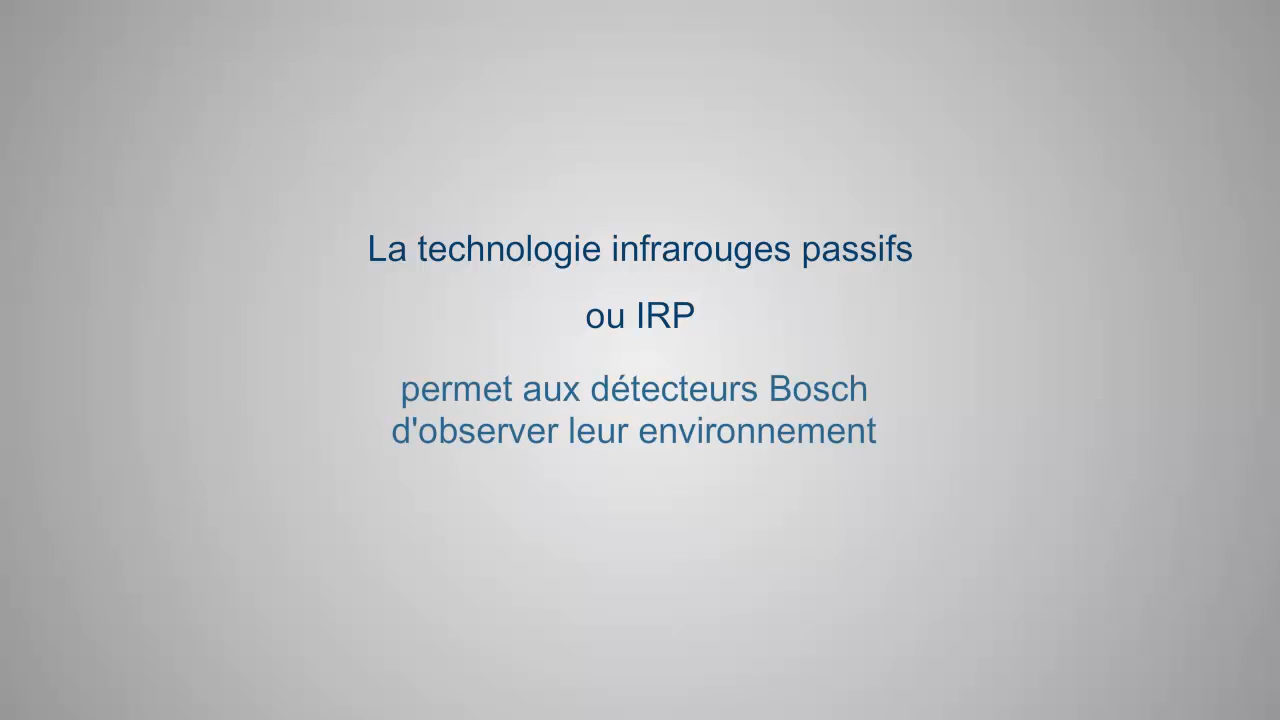 La technologie infrarouges passifs
ou IRP
permet aux détecteurs Bosch
d'observer leur environnement